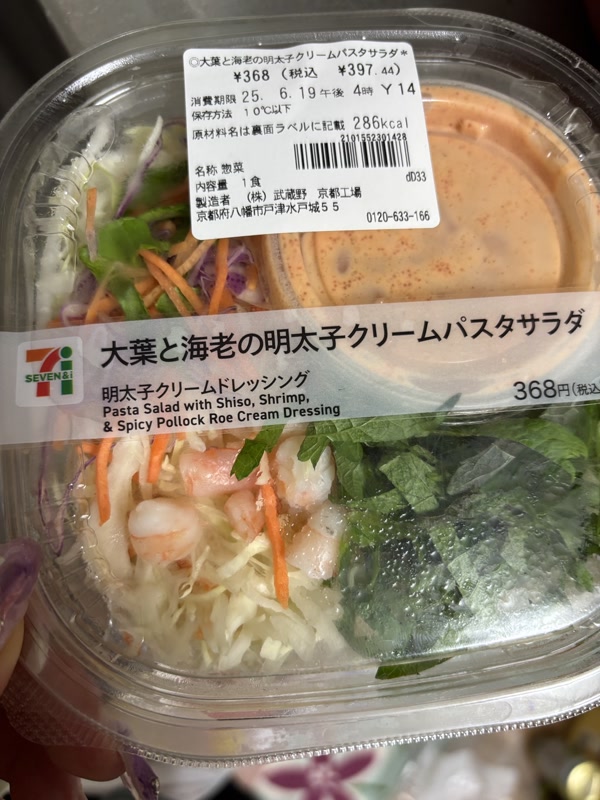 ◎大葉と海老の明太子クリームパスタサラダ*
¥368 (税込 ¥397.44)
消費期限 25. 6.19 午後 4時 Y 14
保存方法 10℃以下
原材料名は裏面ラベルに記載 286kcal
2101552301428
名称 惣菜 dD33
内容量 1食
製造者 (株) 武蔵野 京都工場
京都府八幡市戸津水戸城55 0120-633-166
SEVEN&i
大葉と海老の明太子クリームパスタサラダ
明太子クリームドレッシング
Pasta Salad with Shiso, Shrimp,
& Spicy Pollock Roe Cream Dressing
368円(税込